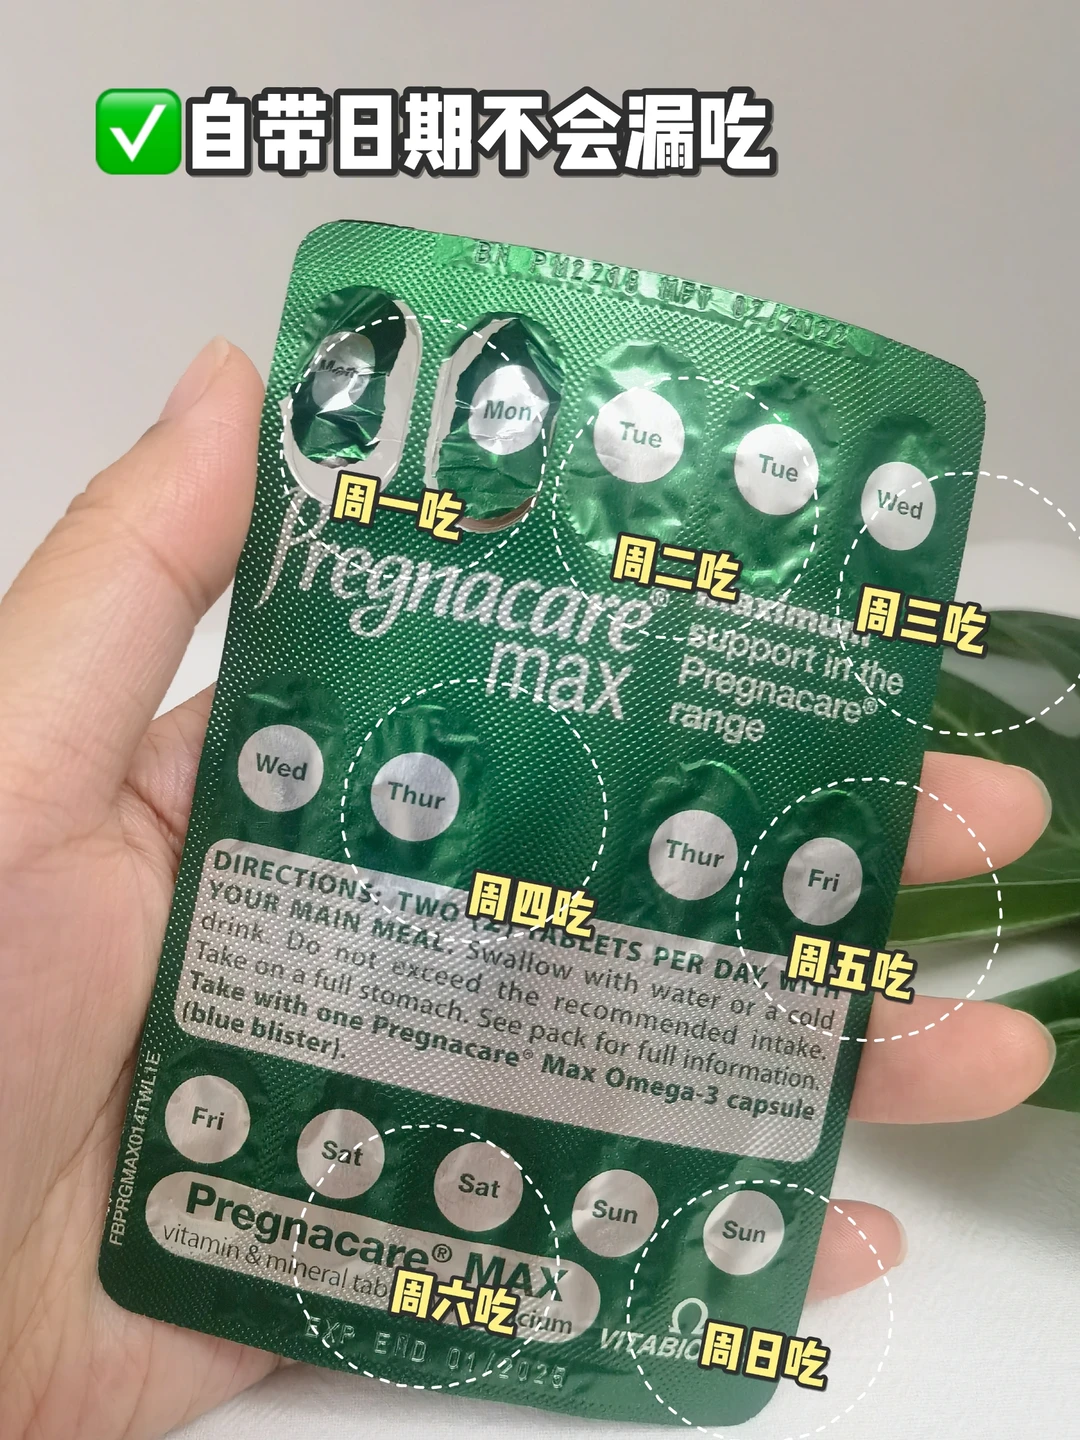 ✅自带日期不会漏吃
BN PM2218 MFT 02/2022
Mon
Mon
Tue
Tue
Wed
周一吃
周二吃
周三吃
Pregnacare®
max
Maximum
support in the
Pregnacare®
range
Wed
Thur
Thur
Fri
周四吃
周五吃
DIRECTIONS: TWO (2) TABLETS PER DAY, WITH
YOUR MAIN MEAL. Swallow with water or a cold
drink. Do not exceed the recommended intake.
Take on a full stomach. See pack for full information.
Take with one Pregnacare® Max Omega-3 capsule
(blue blister).
FBPRGMAX014TWL1E
Fri
Sat
Sat
Sun
Sun
Pregnacare® MAX
vitamin & mineral
周六吃
EXP END 01/2025
周日吃